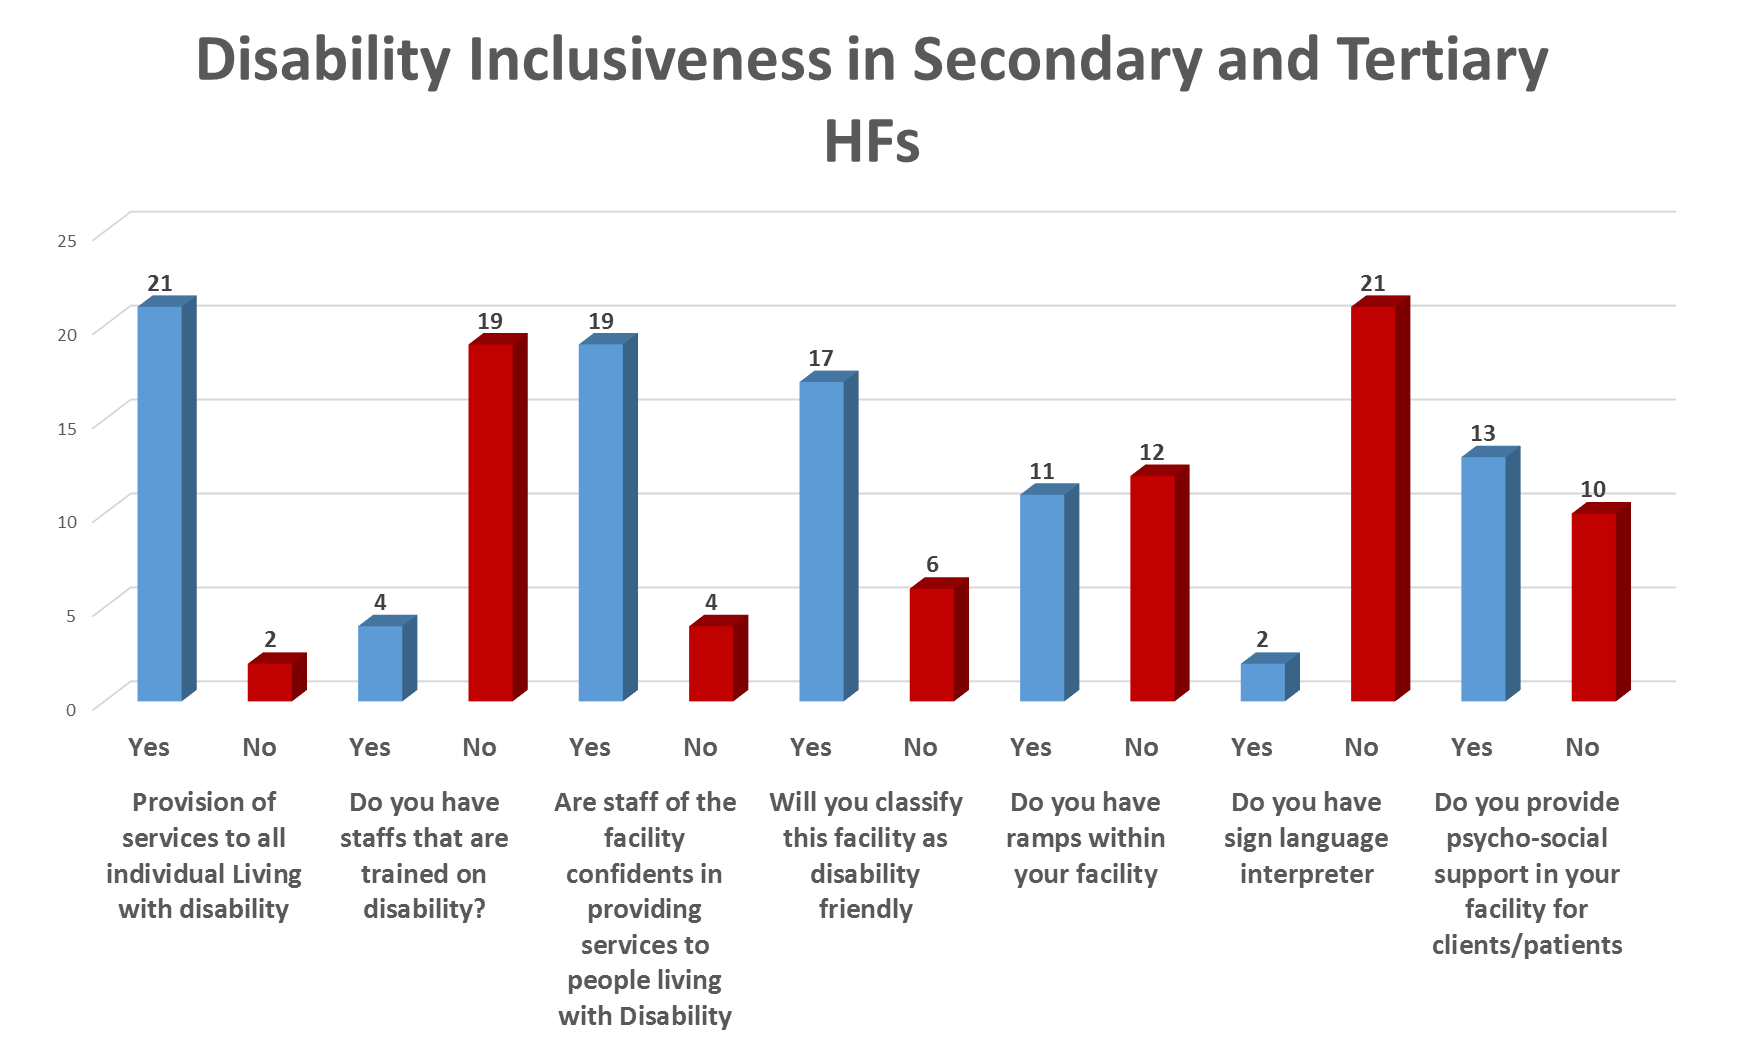 Disability Inclusiveness in Secondary and Tertiary
HFs
25
20
15
10
5
0
21
2
4
19
19
4
17
6
11
12
2
21
13
10
Yes
No
Yes
No
Yes
No
Yes
No
Yes
No
Yes
No
Yes
No
Provision of
services to all
individual Living
with disability
Do you have
staffs that are
trained on
disability?
Are staff of the
facility
confidents in
providing
services to
people living
with Disability
Will you classify
this facility as
disability
friendly
Do you have
ramps within
your facility
Do you have
sign language
interpreter
Do you provide
psycho-social
support in your
facility for
clients/patients